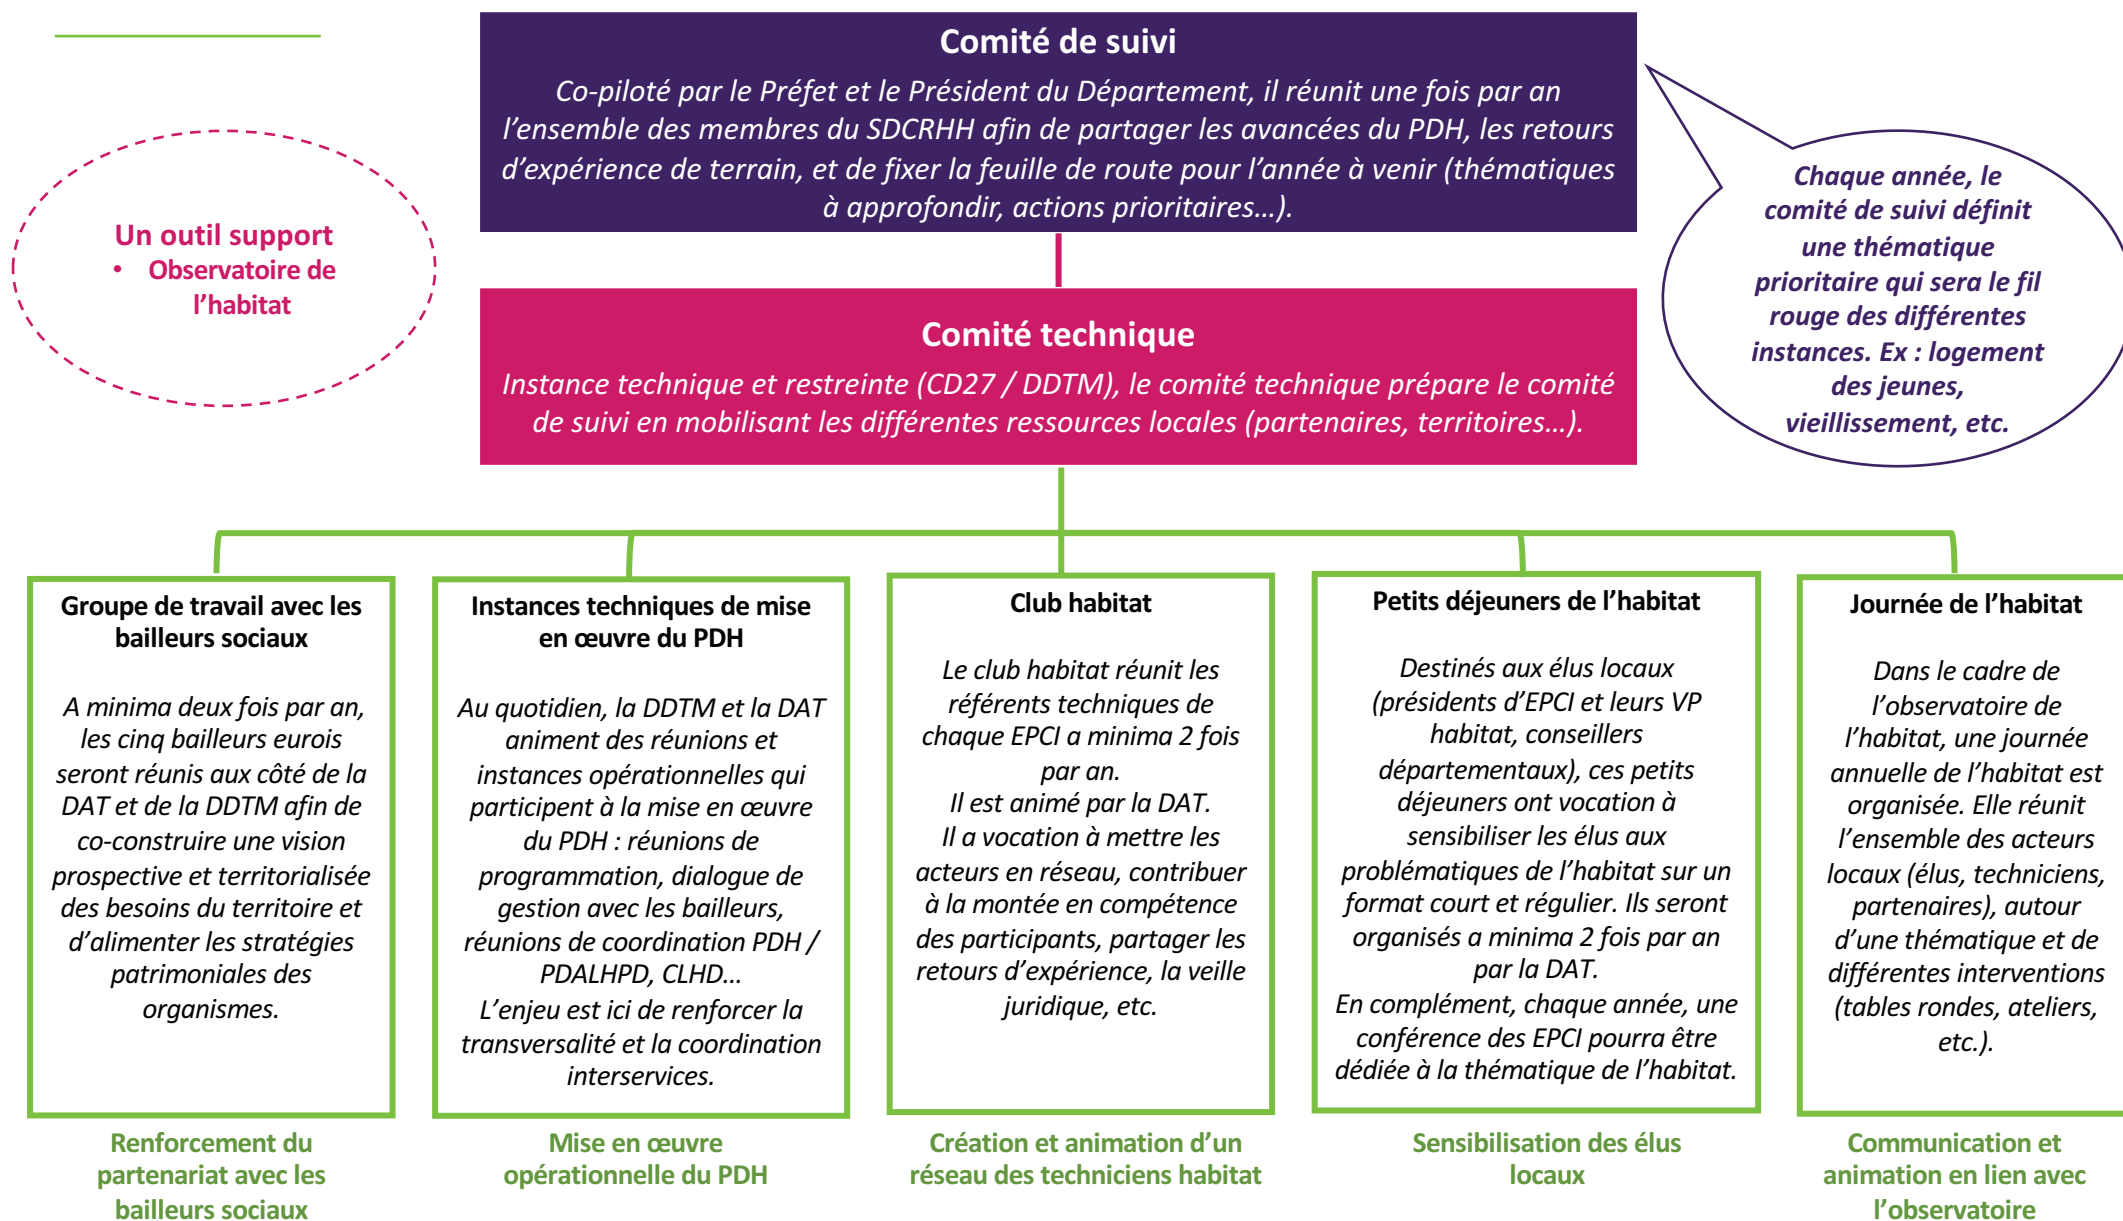 Comité de suivi
Co-piloté par le Préfet et le Président du Département, il réunit une fois par an
l’ensemble des membres du SDCRHH afin de partager les avancées du PDH, les retours
d’expérience de terrain, et de fixer la feuille de route pour l’année à venir (thématiques
à approfondir, actions prioritaires…).
Un outil support
• Observatoire de
l’habitat
Chaque année, le
comité de suivi définit
une thématique
prioritaire qui sera le fil
rouge des différentes
instances. Ex : logement
des jeunes,
vieillissement, etc.
Comité technique
Instance technique et restreinte (CD27 / DDTM), le comité technique prépare le comité
de suivi en mobilisant les différentes ressources locales (partenaires, territoires…).
Groupe de travail avec les
bailleurs sociaux
A minima deux fois par an,
les cinq bailleurs eurois
seront réunis aux côté de la
DAT et de la DDTM afin de
co-construire une vision
prospective et territorialisée
des besoins du territoire et
d’alimenter les stratégies
patrimoniales des
organismes.
Renforcement du
partenariat avec les
bailleurs sociaux
Instances techniques de mise
en œuvre du PDH
Au quotidien, la DDTM et la DAT
animent des réunions et
instances opérationnelles qui
participent à la mise en œuvre
du PDH : réunions de
programmation, dialogue de
gestion avec les bailleurs,
réunions de coordination PDH /
PDALHPD, CLHD…
L’enjeu est ici de renforcer la
transversalité et la coordination
interservices.
Mise en œuvre
opérationnelle du PDH
Club habitat
Le club habitat réunit les
référents techniques de
chaque EPCI a minima 2 fois
par an.
Il est animé par la DAT.
Il a vocation à mettre les
acteurs en réseau, contribuer
à la montée en compétence
des participants, partager les
retours d’expérience, la veille
juridique, etc.
Création et animation d’un
réseau des techniciens habitat
Petits déjeuners de l’habitat
Destinés aux élus locaux
(présidents d’EPCI et leurs VP
habitat, conseillers
départementaux), ces petits
déjeuners ont vocation à
sensibiliser les élus aux
problématiques de l’habitat sur un
format court et régulier. Ils seront
organisés a minima 2 fois par an
par la DAT.
En complément, chaque année, une
conférence des EPCI pourra être
dédiée à la thématique de l’habitat.
Sensibilisation des élus
locaux
Journée de l’habitat
Dans le cadre de
l’observatoire de
l’habitat, une journée
annuelle de l’habitat est
organisée. Elle réunit
l’ensemble des acteurs
locaux (élus, techniciens,
partenaires), autour
d’une thématique et de
différentes interventions
(tables rondes, ateliers,
etc.).
Communication et
animation en lien avec
l’observatoire